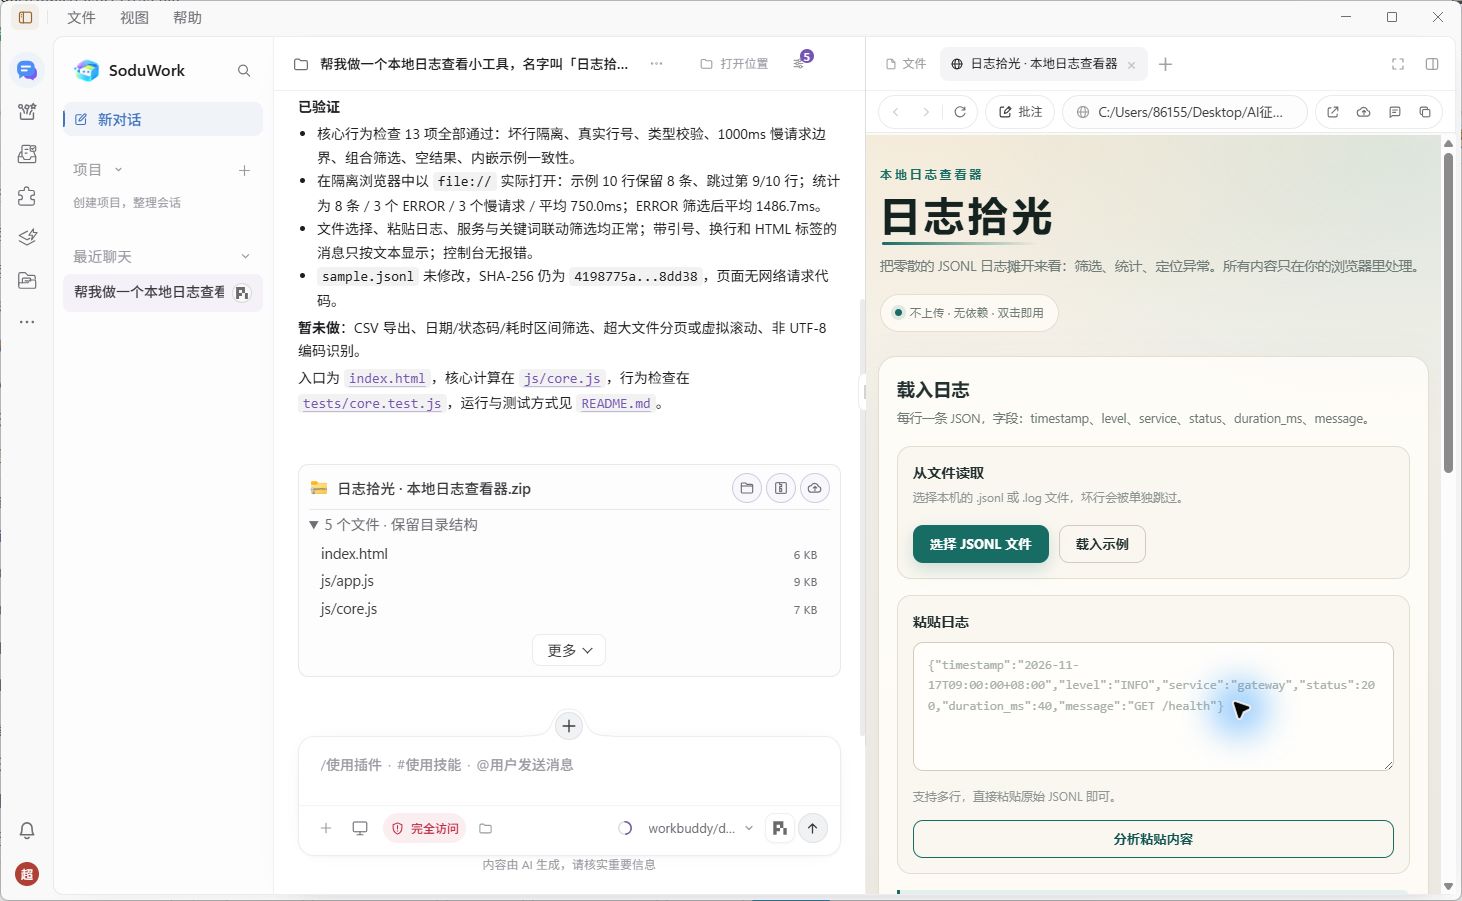 文件 视图 帮助
SoduWork
新对话
项目
创建项目，整理会话
最近聊天
帮我做一个本地日志查看
超
帮我做一个本地日志查看小工具，名字叫「日志拾...
打开位置
5
已验证
核心行为检查 13 项全部通过：坏行隔离、真实行号、类型校验、1000ms 慢请求边
界、组合筛选、空结果、内嵌示例一致性。
在隔离浏览器中以 file:// 实际打开：示例 10 行保留 8 条、跳过第 9/10 行；统计
为 8 条 / 3 个 ERROR / 3 个慢请求 / 平均 750.0ms；ERROR 筛选后平均 1486.7ms。
文件选择、粘贴日志、服务与关键词联动筛选均正常；带引号、换行和 HTML 标签的
消息只按文本显示；控制台无报错。
sample.jsonl 未修改，SHA-256 仍为 4198775a...8dd38，页面无网络请求代
码。
暂未做：CSV 导出、日期/状态码/耗时区间筛选、超大文件分页或虚拟滚动、非 UTF-8
编码识别。
入口为 index.html，核心计算在 js/core.js，行为检查在
tests/core.test.js，运行与测试方式见 README.md。
日志拾光 · 本地日志查看器.zip
5 个文件 · 保留目录结构
index.html 6 KB
js/app.js 9 KB
js/core.js 7 KB
更多
/使用插件 · #使用技能 · @用户发送消息
完全访问
workbuddy/d...
内容由 AI 生成，请核实重要信息
文件
日志拾光 · 本地日志查看器
批注
C:/Users/86155/Desktop/AI征...
本地日志查看器
日志拾光
把零散的 JSONL 日志摊开来看：筛选、统计、定位异常。所有内容只在你的浏览器里处理。
不上传 · 无依赖 · 双击即用
载入日志
每行一条 JSON，字段：timestamp、level、service、status、duration_ms、message。
从文件读取
选择本机的 .jsonl 或 .log 文件，坏行会被单独跳过。
选择 JSONL 文件
载入示例
粘贴日志
{"timestamp":"2026-11-
17T09:00:00+08:00","level":"INFO","service":"gateway","status":20
0,"duration_ms":40,"message":"GET /health"}
支持多行，直接粘贴原始 JSONL 即可。
分析粘贴内容